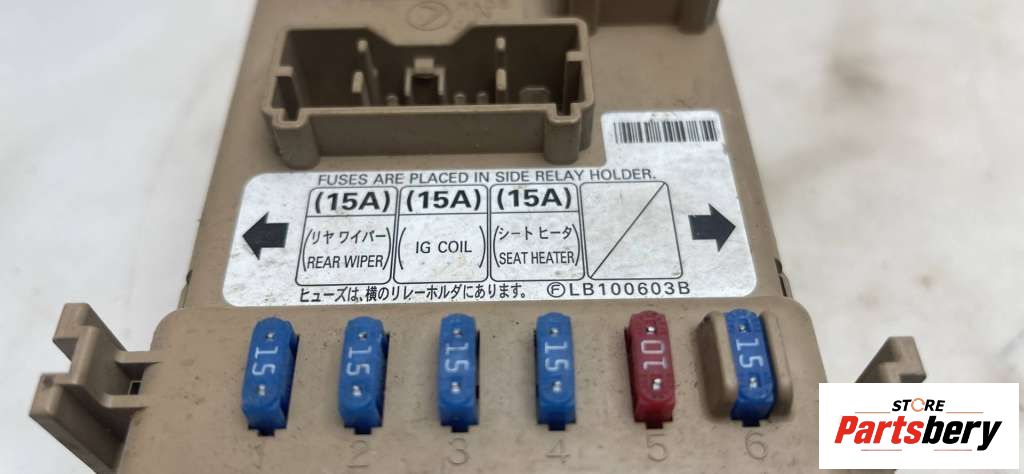 FUSES ARE PLACED IN SIDE RELAY HOLDER.
(15A) (15A) (15A)
(リヤ ワイパー REAR WIPER) (IG COIL) (シート ヒータ SEAT HEATER)
ヒューズは、横のリレーホルダにあります。 ⒻLB100603B
15 15 15 15 10 15
1 2 3 4 5 6
STORE
Partsbery